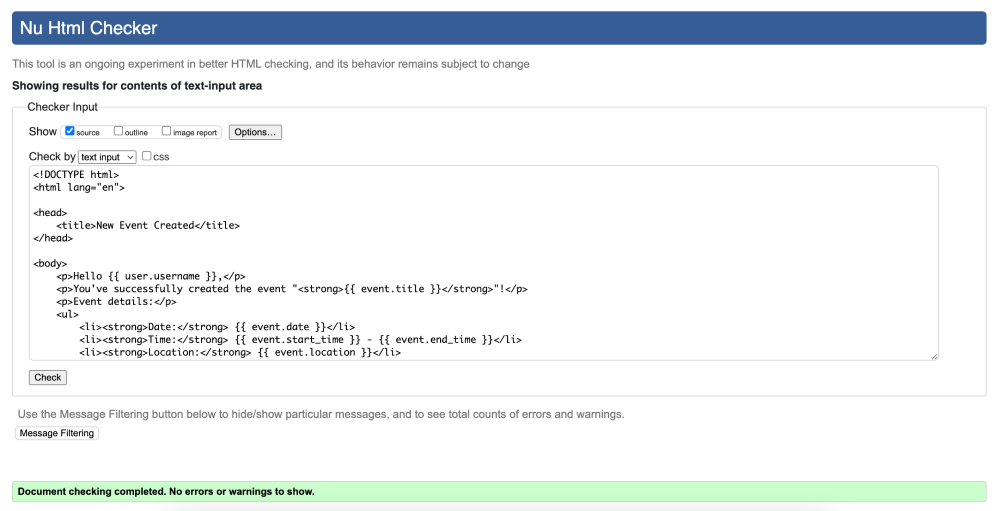 Nu Html Checker
This tool is an ongoing experiment in better HTML checking, and its behavior remains subject to change
Showing results for contents of text-input area
Checker Input
Show source outline image report Options...
Check by text input css
<!DOCTYPE html>
<html lang="en">
<head>
    <title>New Event Created</title>
</head>
<body>
    <p>Hello {{ user.username }},</p>
    <p>You've successfully created the event "<strong>{{ event.title }}</strong>"!</p>
    <p>Event details:</p>
    <ul>
        <li><strong>Date:</strong> {{ event.date }}</li>
        <li><strong>Time:</strong> {{ event.start_time }} - {{ event.end_time }}</li>
        <li><strong>Location:</strong> {{ event.location }}</li>
Check
Use the Message Filtering button below to hide/show particular messages, and to see total counts of errors and warnings.
Message Filtering
Document checking completed. No errors or warnings to show.